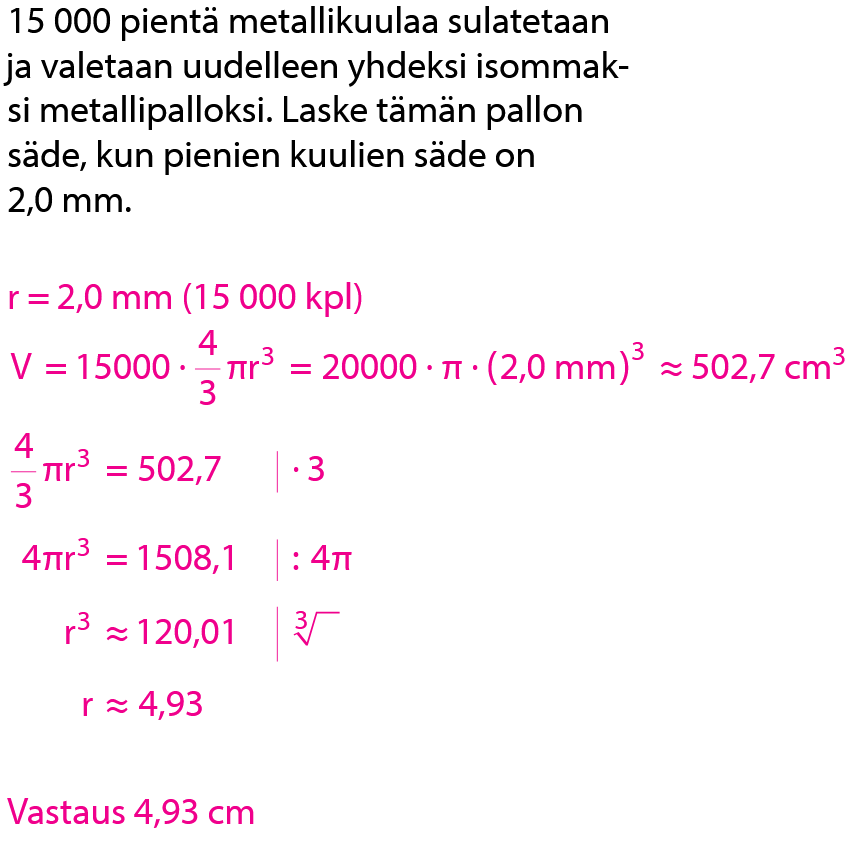 15 000 pientä metallikuulaa sulatetaan
ja valetaan uudelleen yhdeksi isommak-
si metallipalloksi. Laske tämän pallon
säde, kun pienien kuulien säde on
2,0 mm.
r = 2,0 mm (15 000 kpl)
V = 15000 · 4/3 πr³ = 20000 · π · (2,0 mm)³ ≈ 502,7 cm³
4/3 πr³ = 502,7 | · 3
4πr³ = 1508,1 | : 4π
r³ ≈ 120,01 | ∛
r ≈ 4,93
Vastaus 4,93 cm